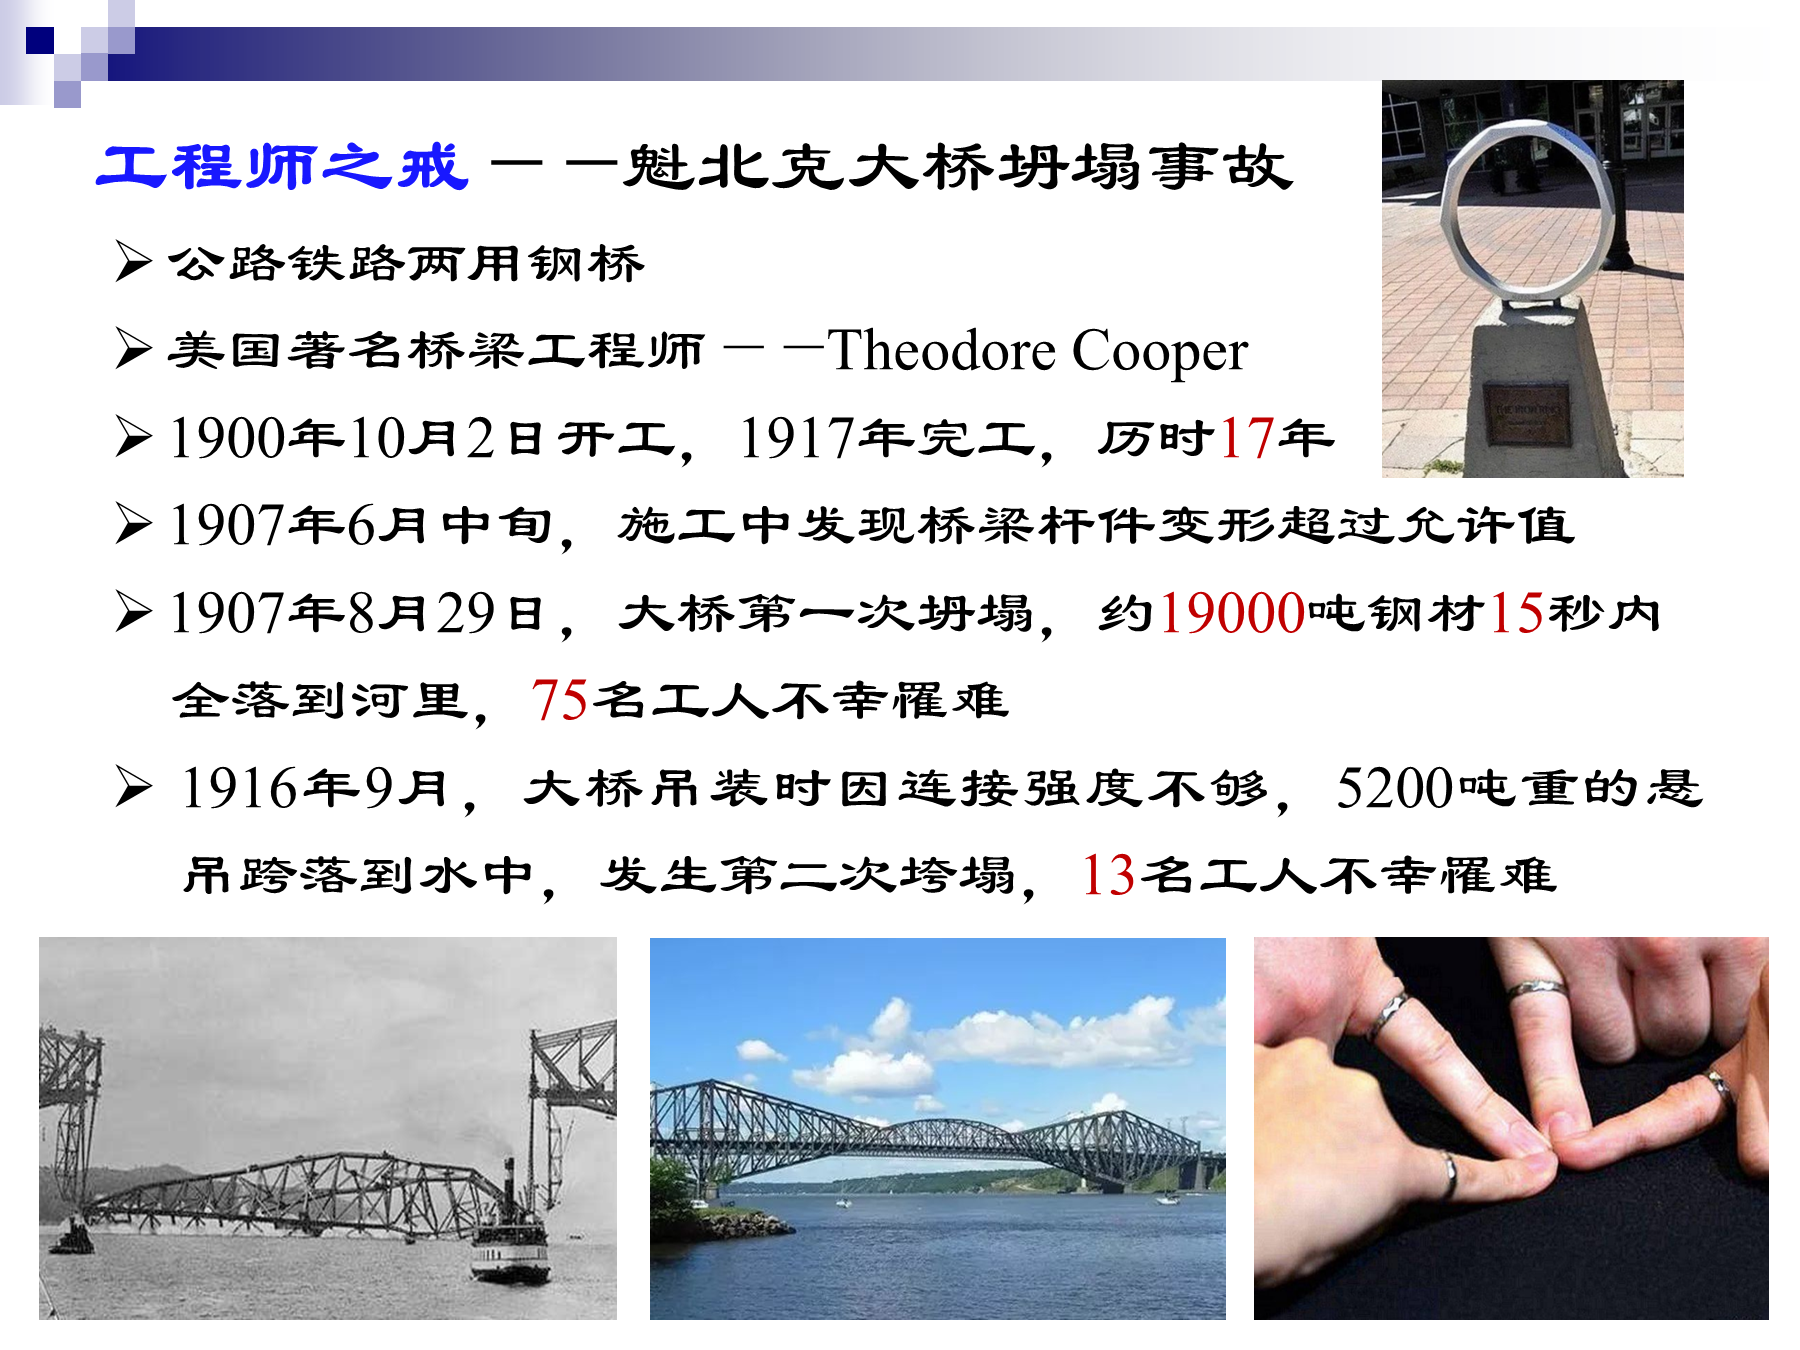 工程师之戒－－魁北克大桥坍塌事故
公路铁路两用钢桥
美国著名桥梁工程师－－Theodore Cooper
1900年10月2日开工，1917年完工，历时17年
1907年6月中旬，施工中发现桥梁杆件变形超过允许值
1907年8月29日，大桥第一次坍塌，约19000吨钢材15秒内
全落到河里，75名工人不幸罹难
1916年9月，大桥吊装时因连接强度不够，5200吨重的悬
吊跨落到水中，发生第二次垮塌，13名工人不幸罹难